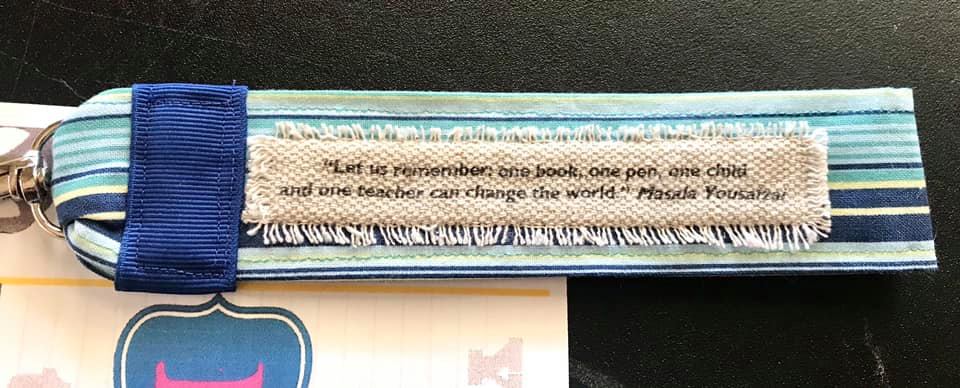 "Let us remember: one book, one pen, one child
and one teacher can change the world." Masala Yousafzai